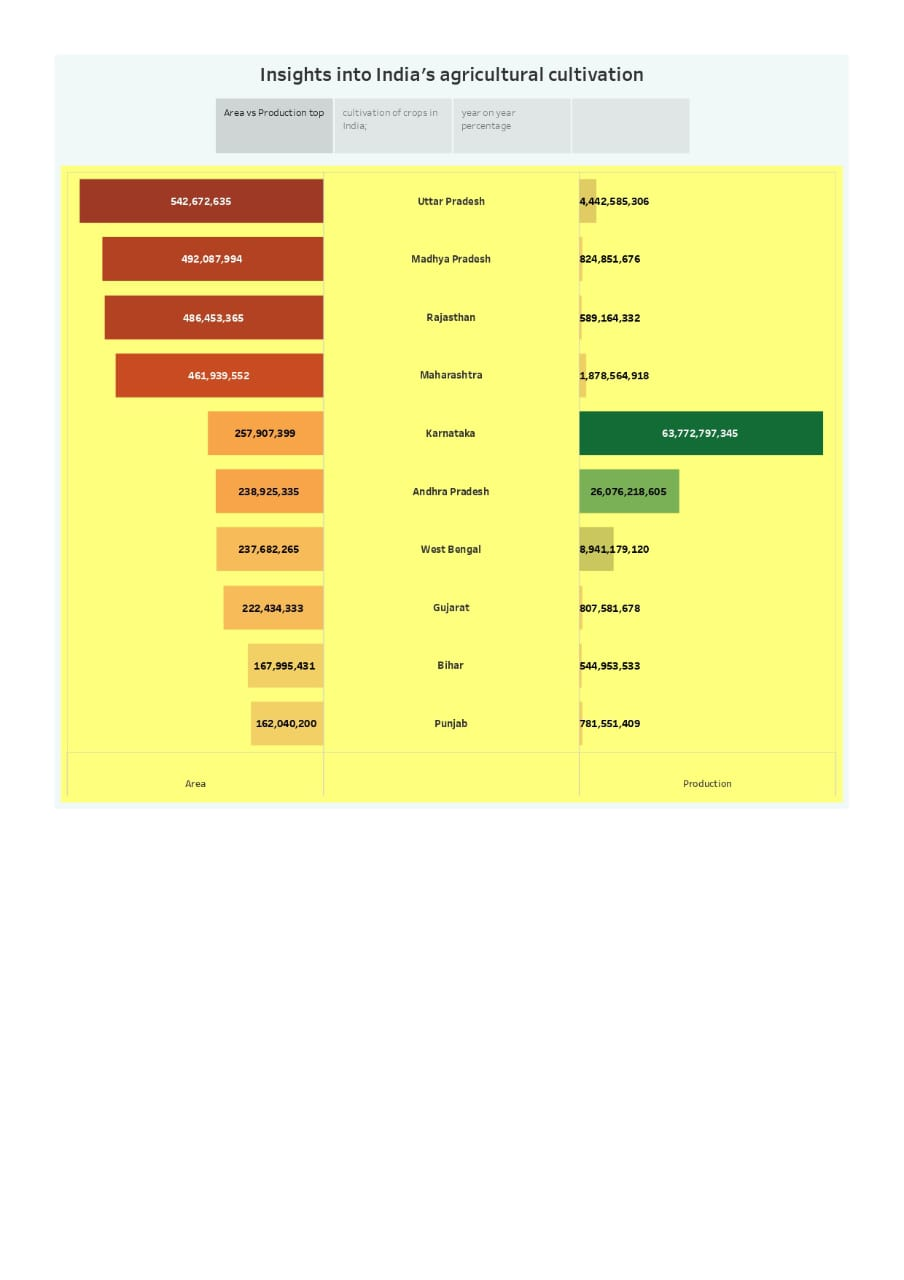 Insights into India’s agricultural cultivation
Area vs Production top
cultivation of crops in
India;
year on year
percentage
542,672,635 Uttar Pradesh 4,442,585,306
492,087,994 Madhya Pradesh 824,851,676
486,453,365 Rajasthan 589,164,332
461,939,552 Maharashtra 1,878,564,918
257,907,399 Karnataka 63,772,797,345
238,925,335 Andhra Pradesh 26,076,218,605
237,682,265 West Bengal 8,941,179,120
222,434,333 Gujarat 807,581,678
167,995,431 Bihar 544,953,533
162,040,200 Punjab 781,551,409
Area Production